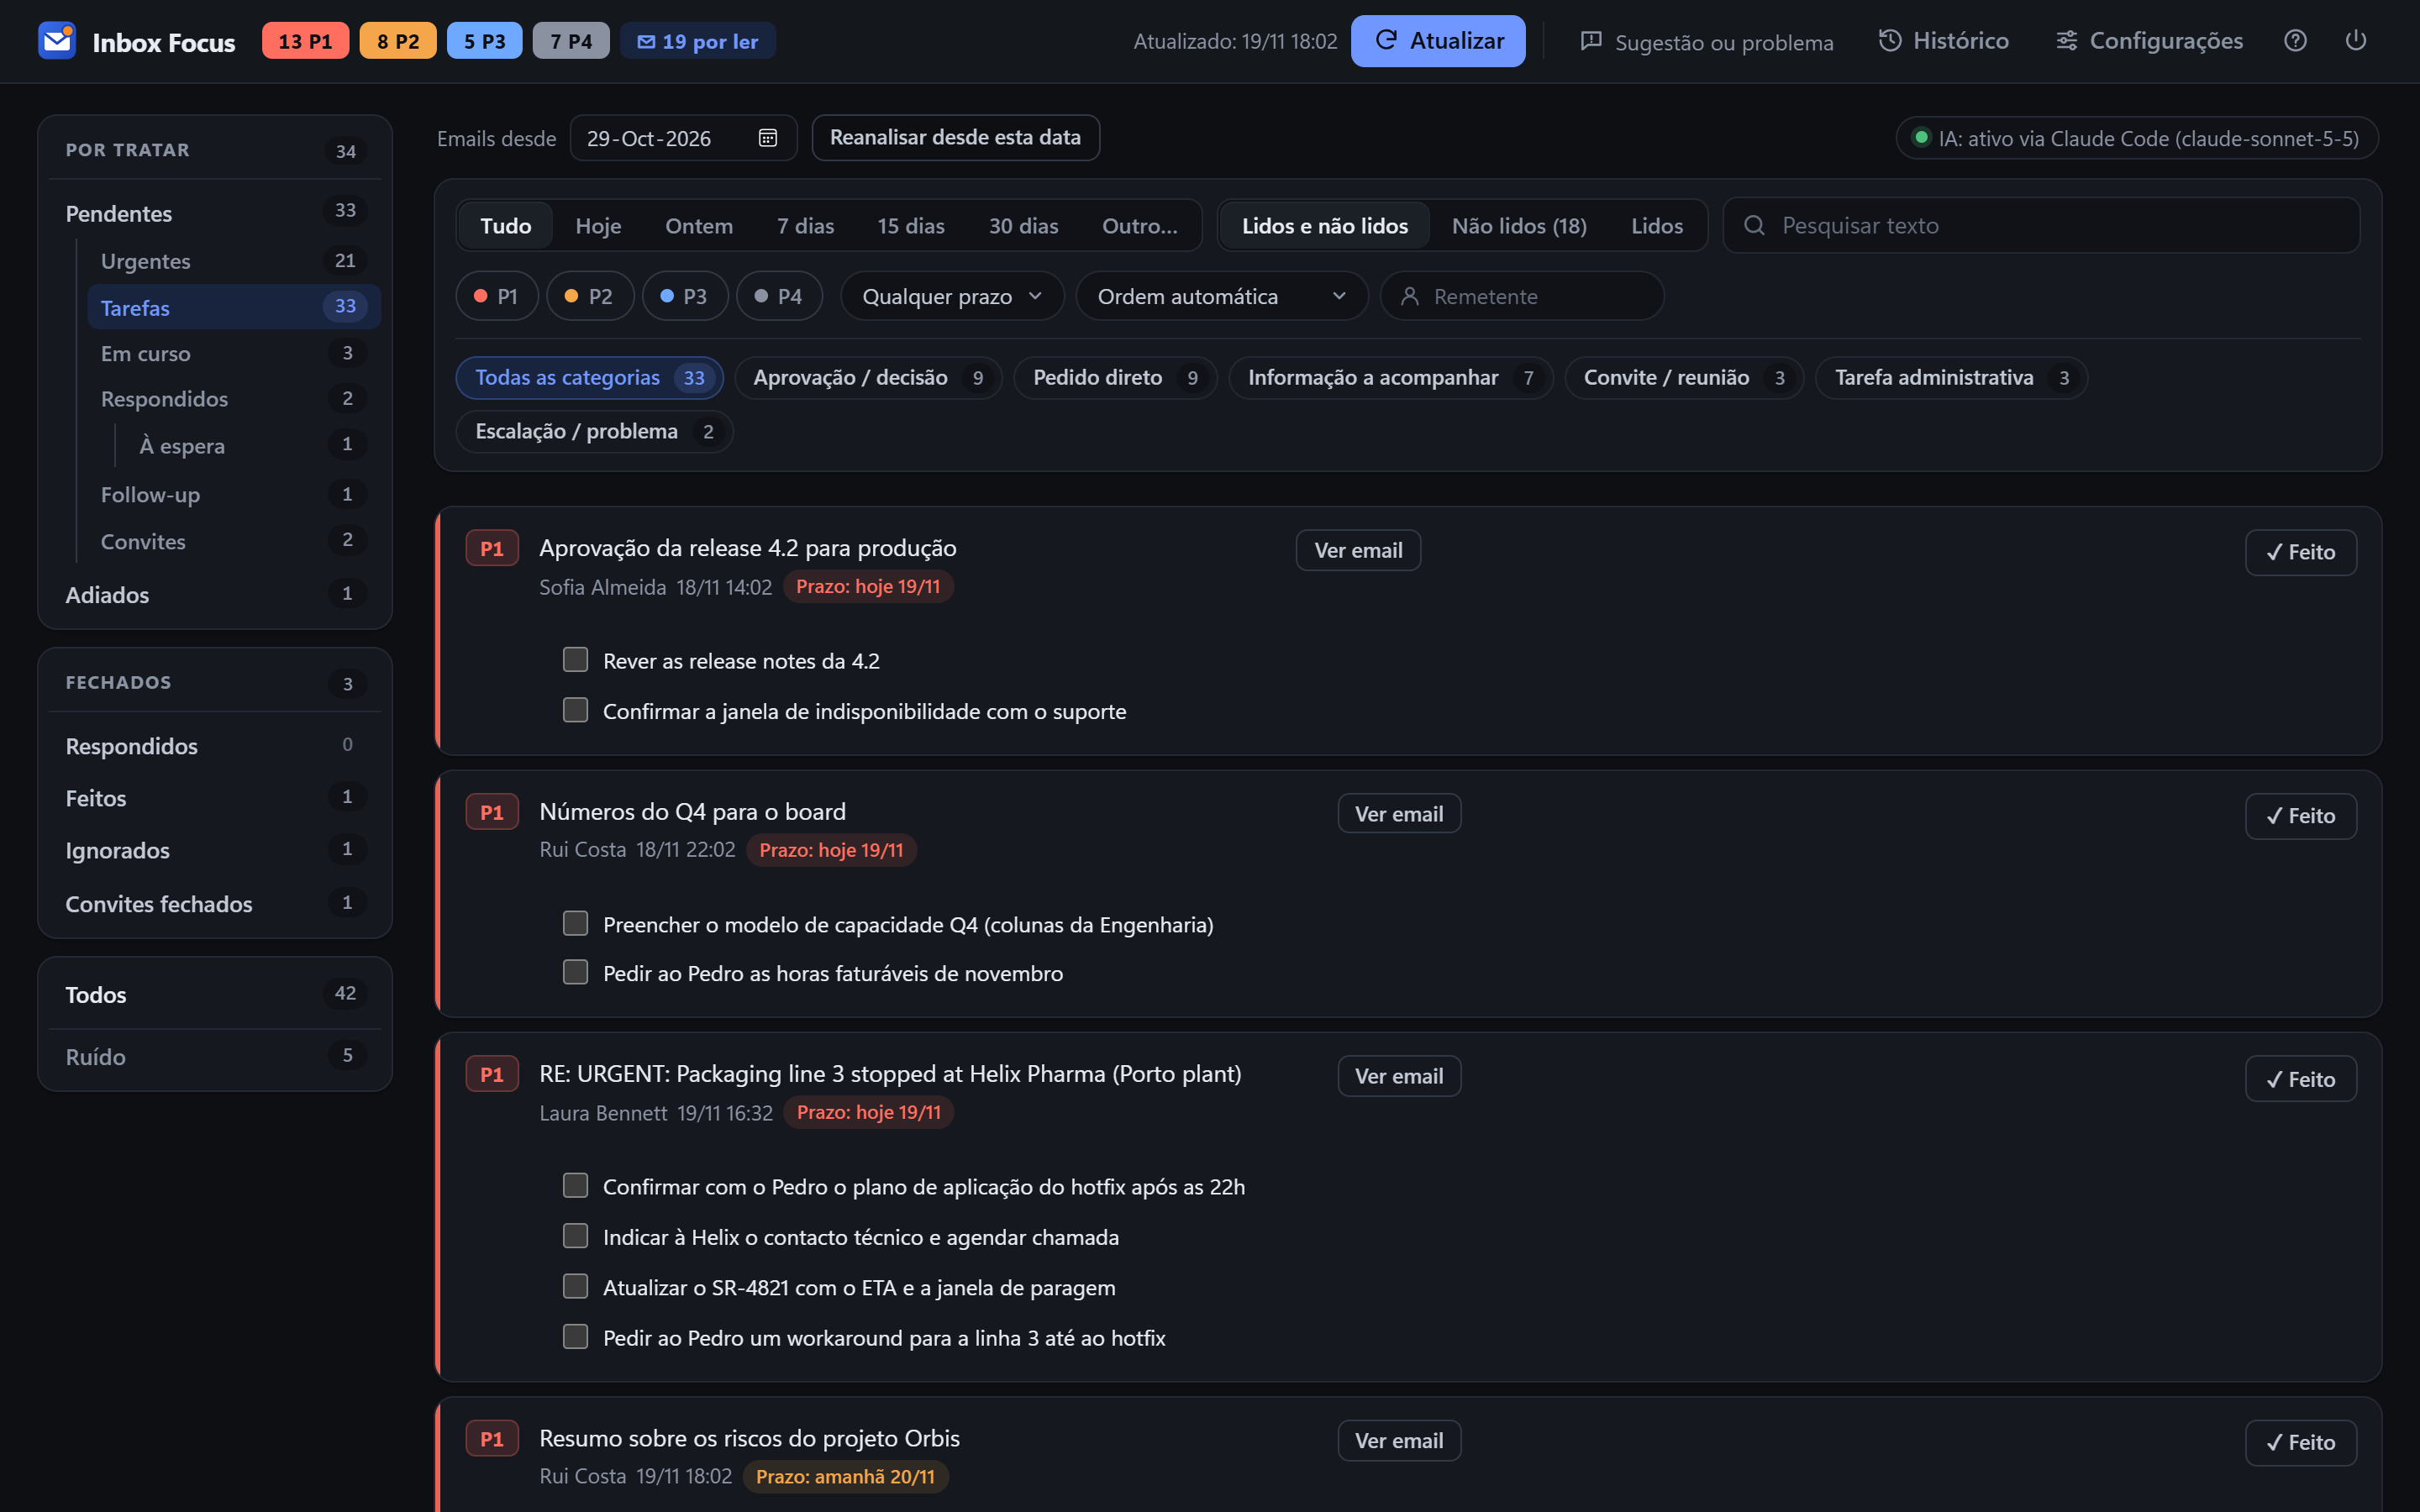 Inbox Focus 13 P1 8 P2 5 P3 7 P4 19 por ler Atualizado: 19/11 18:02 Atualizar Sugestão ou problema Histórico Configurações
POR TRATAR 34
Pendentes 33
Urgentes 21
Tarefas 33
Em curso 3
Respondidos 2
À espera 1
Follow-up 1
Convites 2
Adiados 1
FECHADOS 3
Respondidos 0
Feitos 1
Ignorados 1
Convites fechados 1
Todos 42
Ruído 5
Emails desde 29-Oct-2026 Reanalisar desde esta data IA: ativo via Claude Code (claude-sonnet-5-5)
Tudo Hoje Ontem 7 dias 15 dias 30 dias Outro... Lidos e não lidos Não lidos (18) Lidos Pesquisar texto
P1 P2 P3 P4 Qualquer prazo Ordem automática Remetente
Todas as categorias 33 Aprovação / decisão 9 Pedido direto 9 Informação a acompanhar 7 Convite / reunião 3 Tarefa administrativa 3
Escalação / problema 2
P1 Aprovação da release 4.2 para produção Ver email ✓ Feito
Sofia Almeida 18/11 14:02 Prazo: hoje 19/11
Rever as release notes da 4.2
Confirmar a janela de indisponibilidade com o suporte
P1 Números do Q4 para o board Ver email ✓ Feito
Rui Costa 18/11 22:02 Prazo: hoje 19/11
Preencher o modelo de capacidade Q4 (colunas da Engenharia)
Pedir ao Pedro as horas faturáveis de novembro
P1 RE: URGENT: Packaging line 3 stopped at Helix Pharma (Porto plant) Ver email ✓ Feito
Laura Bennett 19/11 16:32 Prazo: hoje 19/11
Confirmar com o Pedro o plano de aplicação do hotfix após as 22h
Indicar à Helix o contacto técnico e agendar chamada
Atualizar o SR-4821 com o ETA e a janela de paragem
Pedir ao Pedro um workaround para a linha 3 até ao hotfix
P1 Resumo sobre os riscos do projeto Orbis Ver email ✓ Feito
Rui Costa 19/11 18:02 Prazo: amanhã 20/11